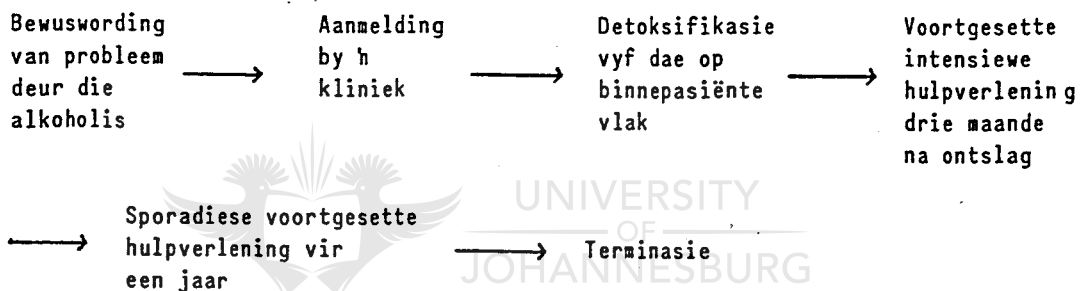 Bewuswording
van probleem
deur die
alkoholis
Aanmelding
by 'n
kliniek
Detoksifikasie
vyf dae op
binnepasiënte
vlak
Voortgesette
intensiewe
hulpverlening
drie maande
na ontslag
Sporadiese voortgesette
hulpverlening vir
een jaar
Terminasie
UNIVERSITY
OF
JOHANNESBURG